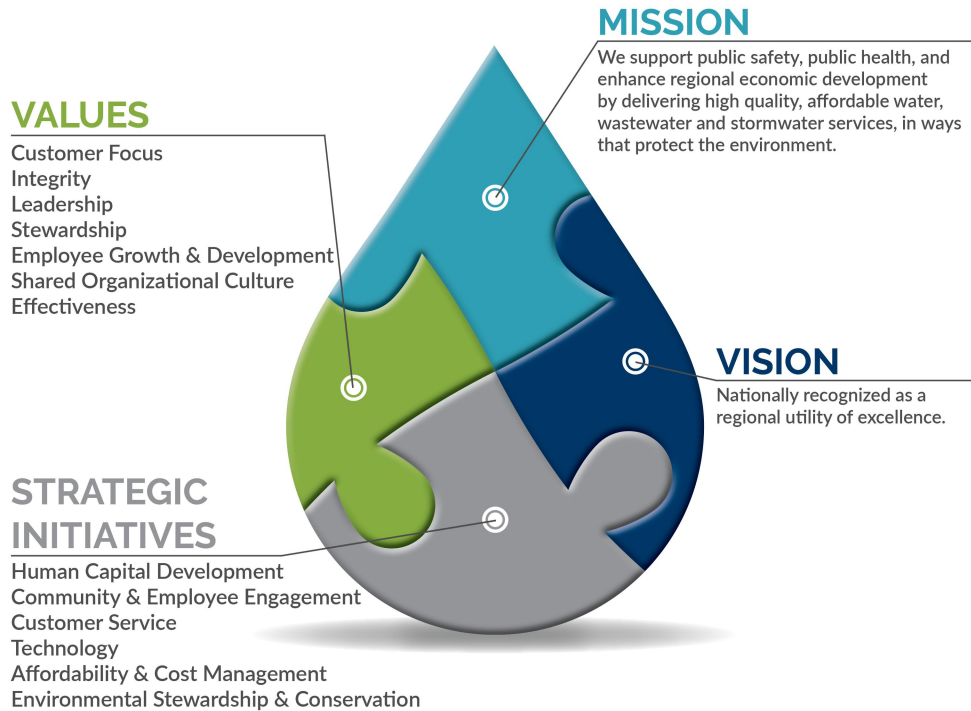 MISSION
We support public safety, public health, and
enhance regional economic development
by delivering high quality, affordable water,
wastewater and stormwater services, in ways
that protect the environment.
VALUES
Customer Focus
Integrity
Leadership
Stewardship
Employee Growth & Development
Shared Organizational Culture
Effectiveness
VISION
Nationally recognized as a
regional utility of excellence.
STRATEGIC
INITIATIVES
Human Capital Development
Community & Employee Engagement
Customer Service
Technology
Affordability & Cost Management
Environmental Stewardship & Conservation